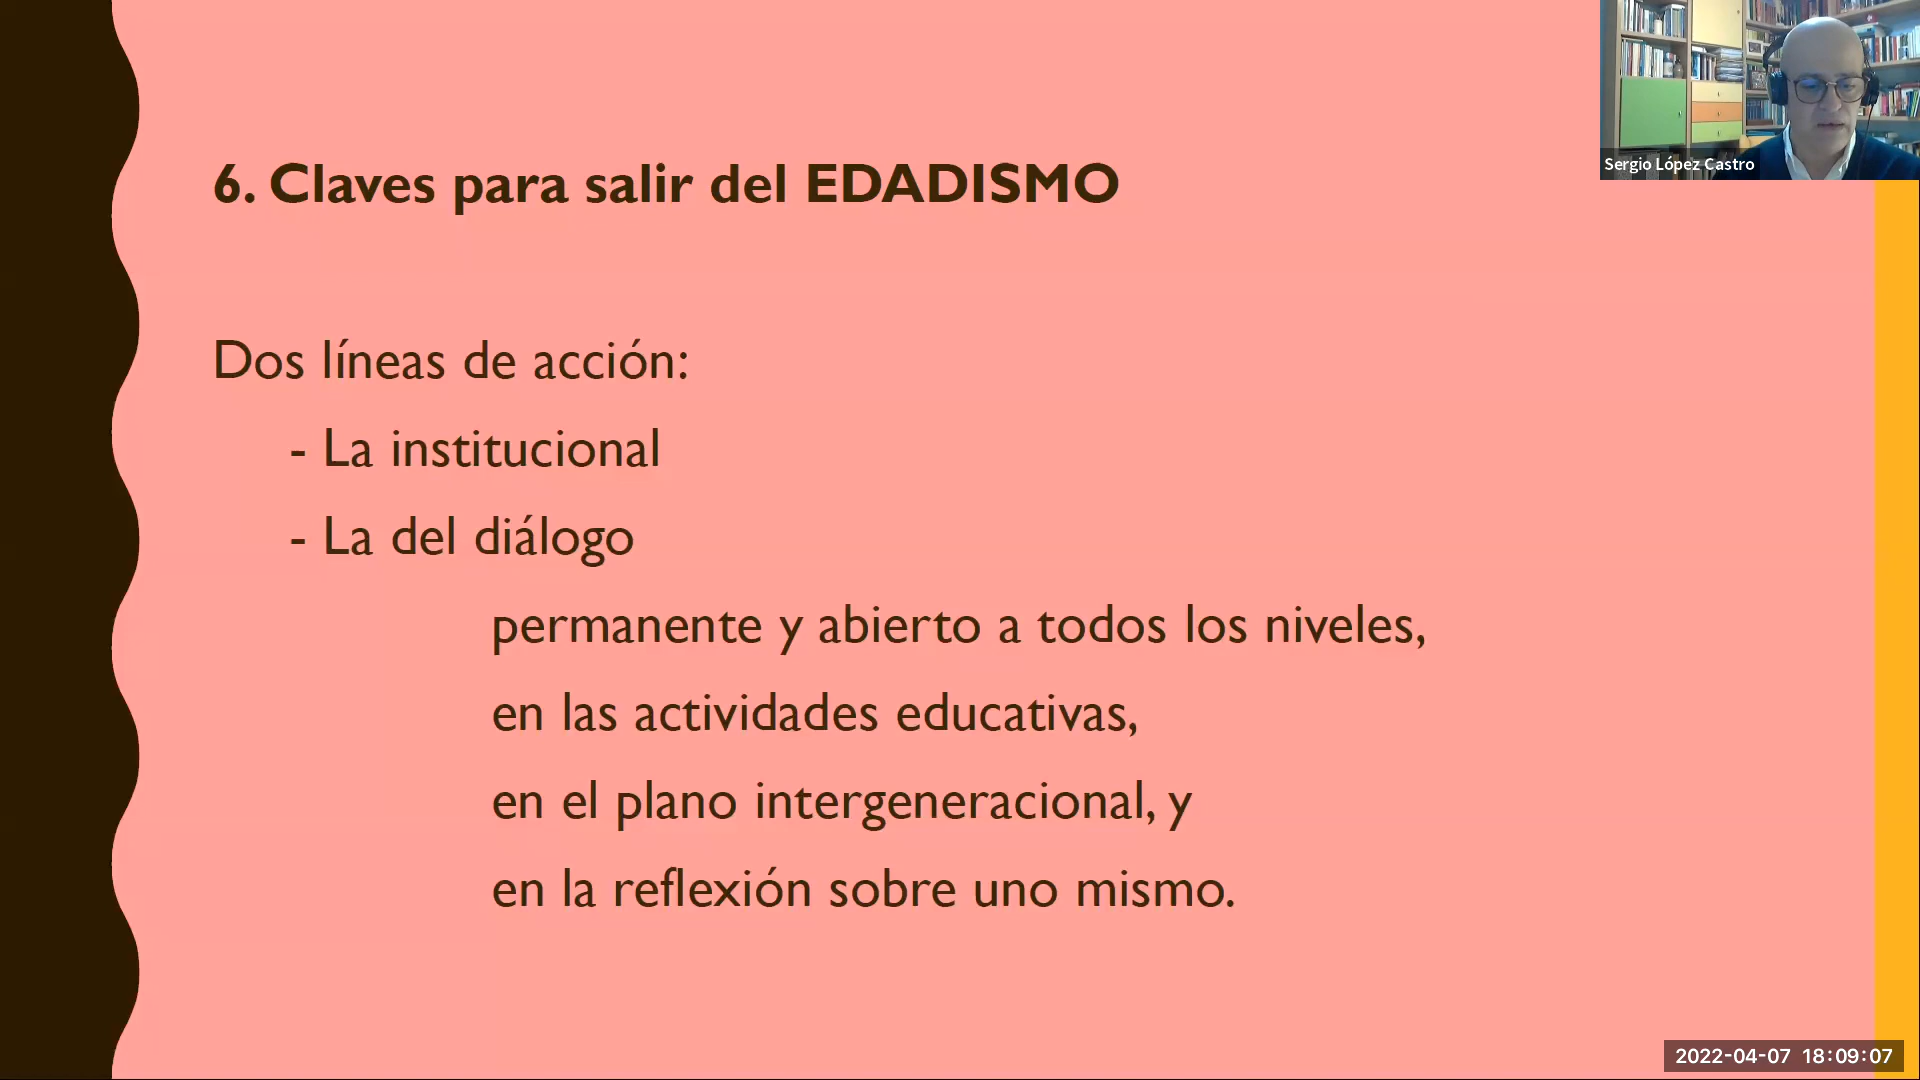 Sergio López Castro
6. Claves para salir del EDADISMO
Dos líneas de acción:
- La institucional
- La del diálogo
permanente y abierto a todos los niveles,
en las actividades educativas,
en el plano intergeneracional, y
en la reflexión sobre uno mismo.
2022-04-07 18:09:07